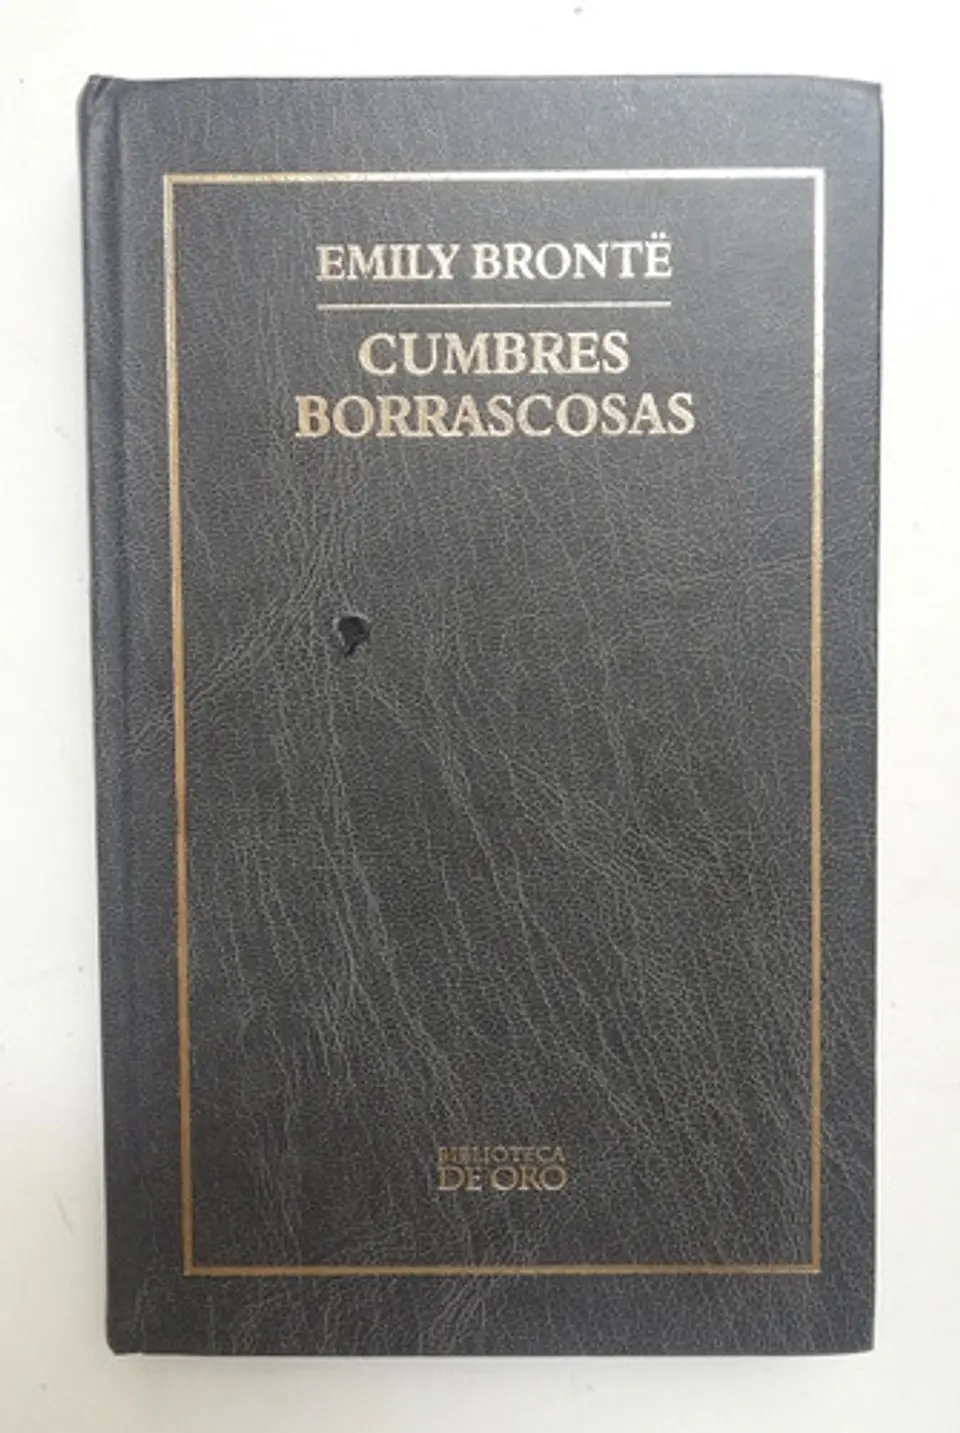 EMILY BRONTË
CUMBRES
BORRASCOSAS
BIBLIOTECA
DE ORO